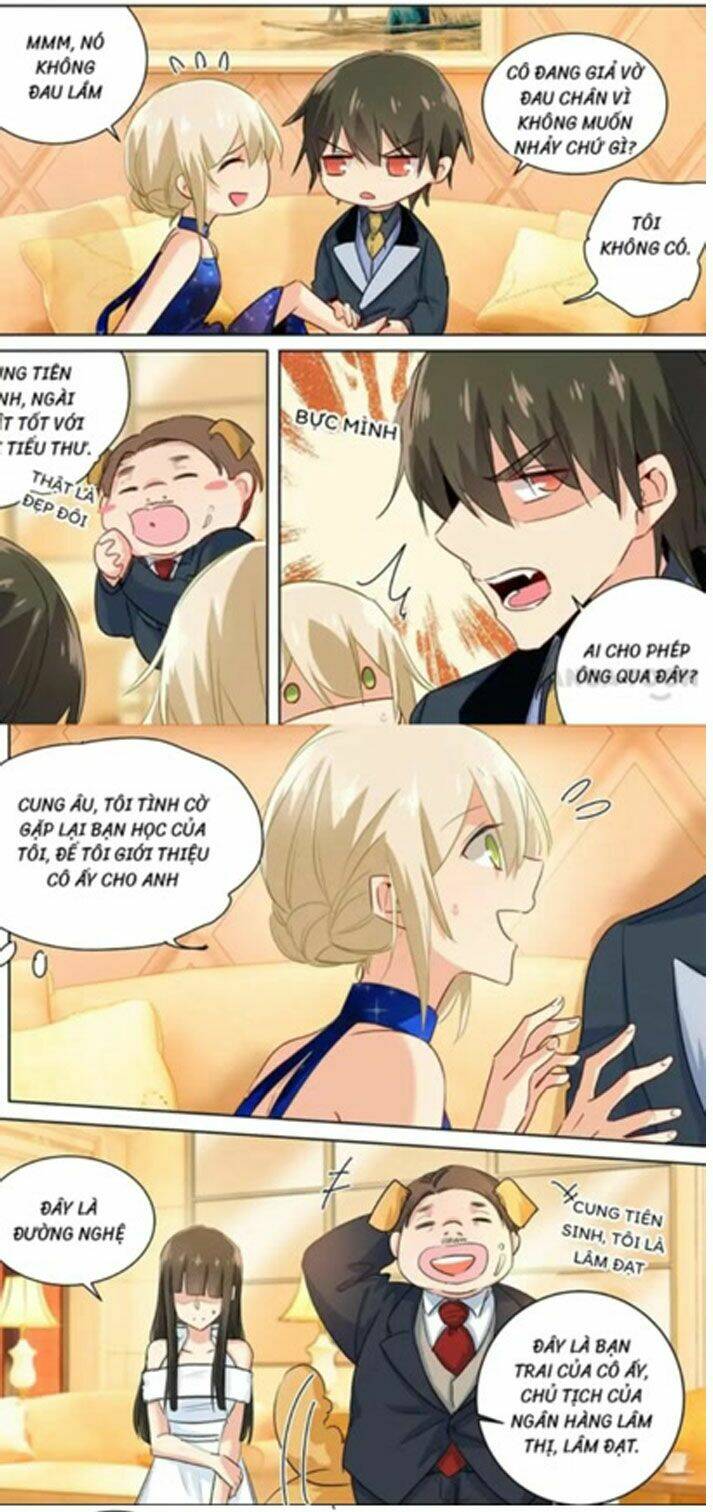 MMM, NÓ
KHÔNG
ĐAU LẮM
CÔ ĐANG GIẢ VỜ
ĐAU CHÂN VÌ
KHÔNG MUỐN
NHẢY CHỨ GÌ?
TÔI
KHÔNG CÓ.
TIÊN
NGÀI
TỐT VỚI
TIỂU THƯ.
THẬT LÀ
ĐẸP ĐÔI
BỰC MÌNH
AI CHO PHÉP
ÔNG QUA ĐÂY?
CUNG ÂU, TÔI TÌNH CỜ
GẶP LẠI BẠN HỌC CỦA
TÔI, ĐỂ TÔI GIỚI THIỆU
CÔ ẤY CHO ANH
ĐÂY LÀ
ĐƯỜNG NGHỆ
CUNG TIÊN
SINH, TÔI LÀ
LÂM ĐẠT
ĐÂY LÀ BẠN
TRAI CỦA CÔ ẤY,
CHỦ TỊCH CỦA
NGÂN HÀNG LÂM
THỊ, LÂM ĐẠT.